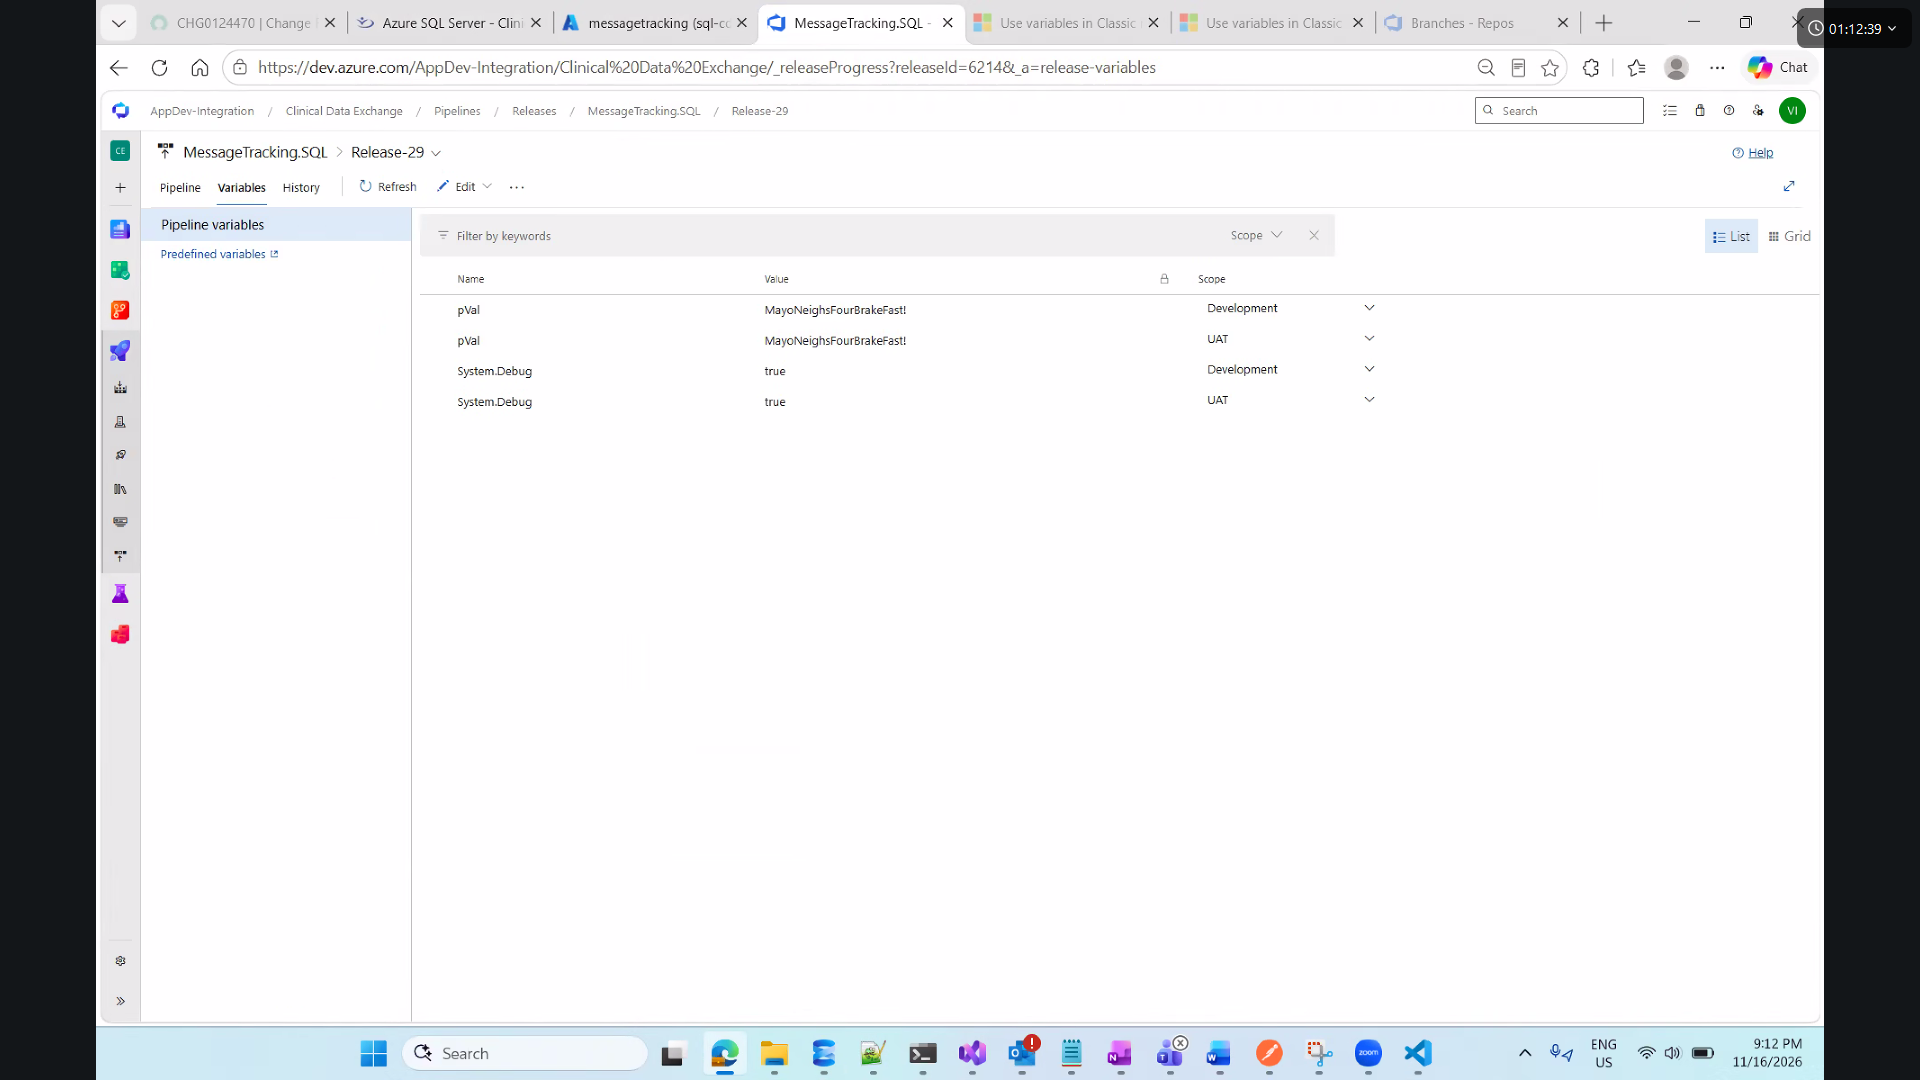 CHG0124470 | Change
Azure SQL Server - Clini
messagetracking (sql-cc
MessageTracking.SQL -
Use variables in Classic
Use variables in Classic
Branches - Repos
01:12:39
https://dev.azure.com/AppDev-Integration/Clinical%20Data%20Exchange/_releaseProgress?releaseId=6214&_a=release-variables
Chat
AppDev-Integration / Clinical Data Exchange / Pipelines / Releases / MessageTracking.SQL / Release-29
Search
VI
CE
MessageTracking.SQL > Release-29
Help
Pipeline
Variables
History
Refresh
Edit
Pipeline variables
Predefined variables
Filter by keywords
Scope
List
Grid
Name Value Scope
pVal MayoNeighsFourBrakeFast! Development
pVal MayoNeighsFourBrakeFast! UAT
System.Debug true Development
System.Debug true UAT
Search
zoom
ENG
US
9:12 PM
11/16/2026